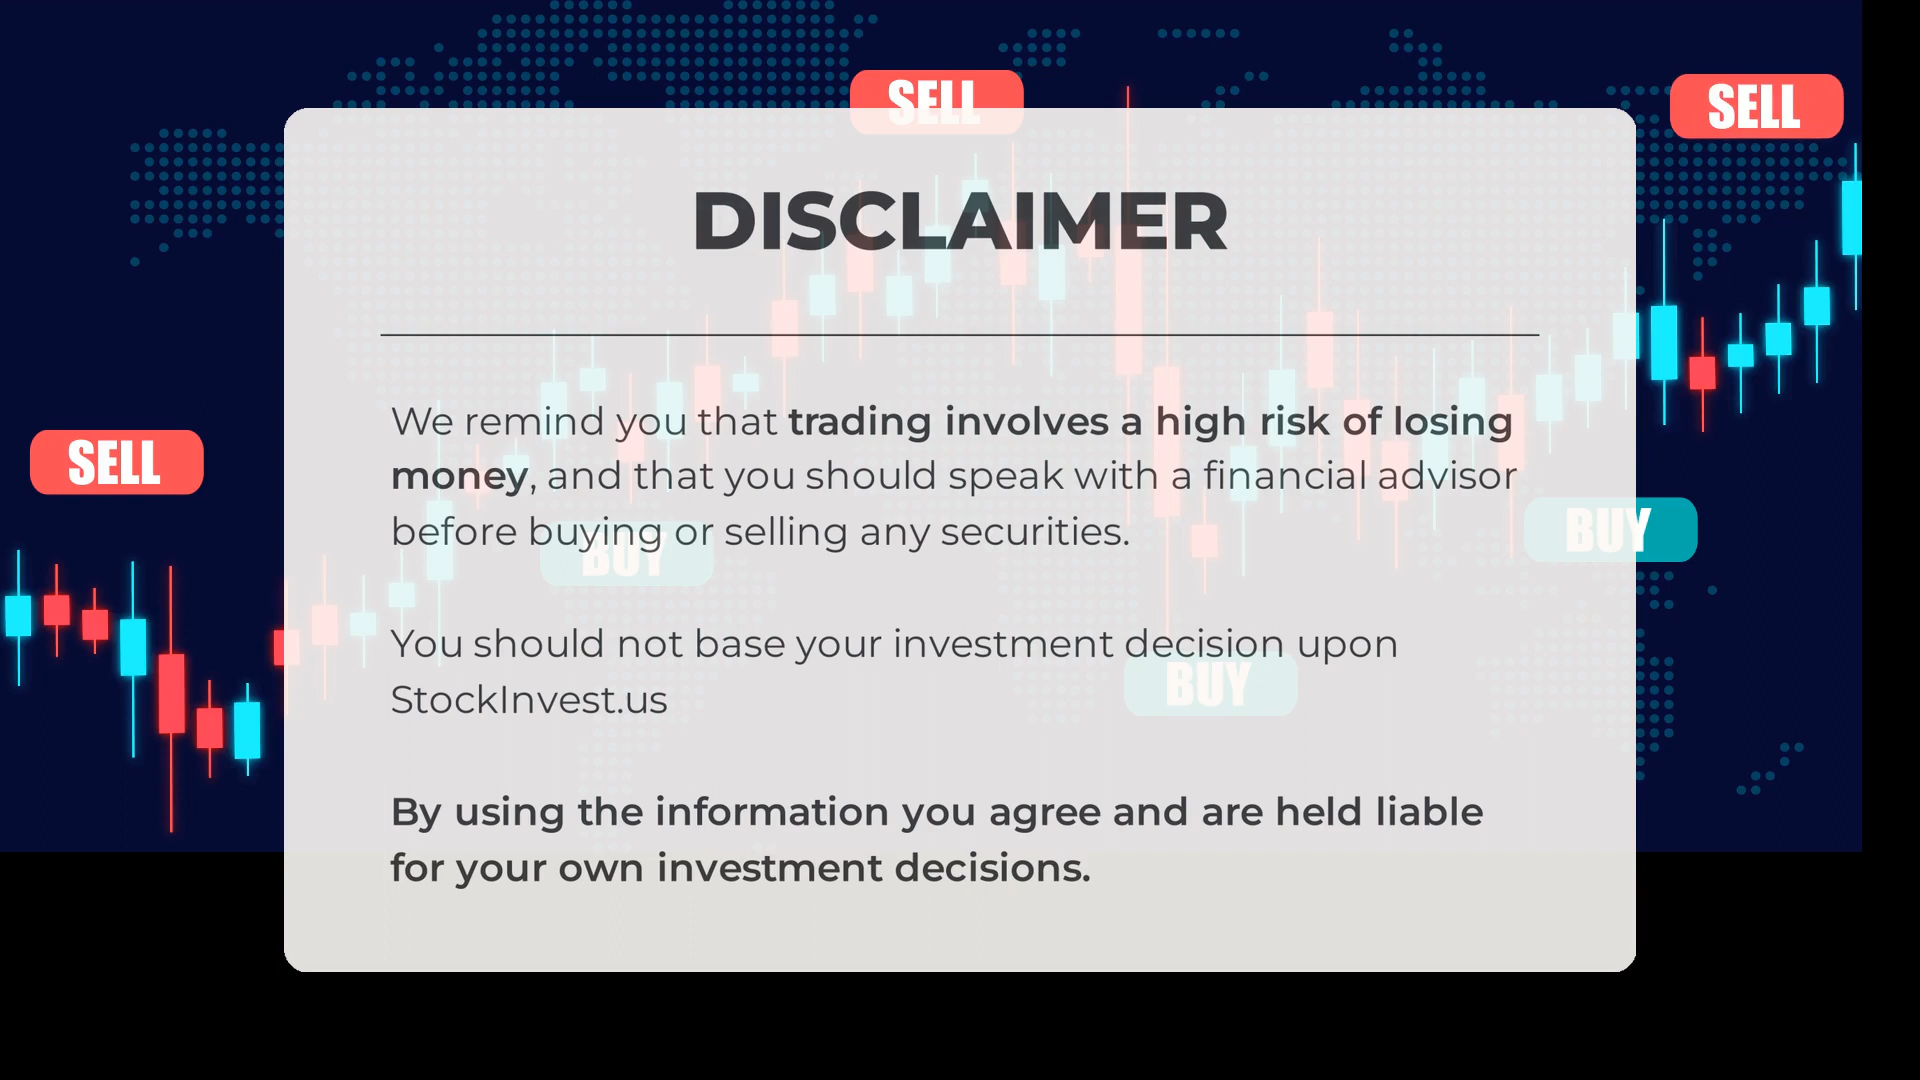 SELL
SELL
DISCLAIMER
We remind you that trading involves a high risk of losing
money, and that you should speak with a financial advisor
before buying or selling any securities.
SELL
BUY
BUY
You should not base your investment decision upon
StockInvest.us
BUY
By using the information you agree and are held liable
for your own investment decisions.